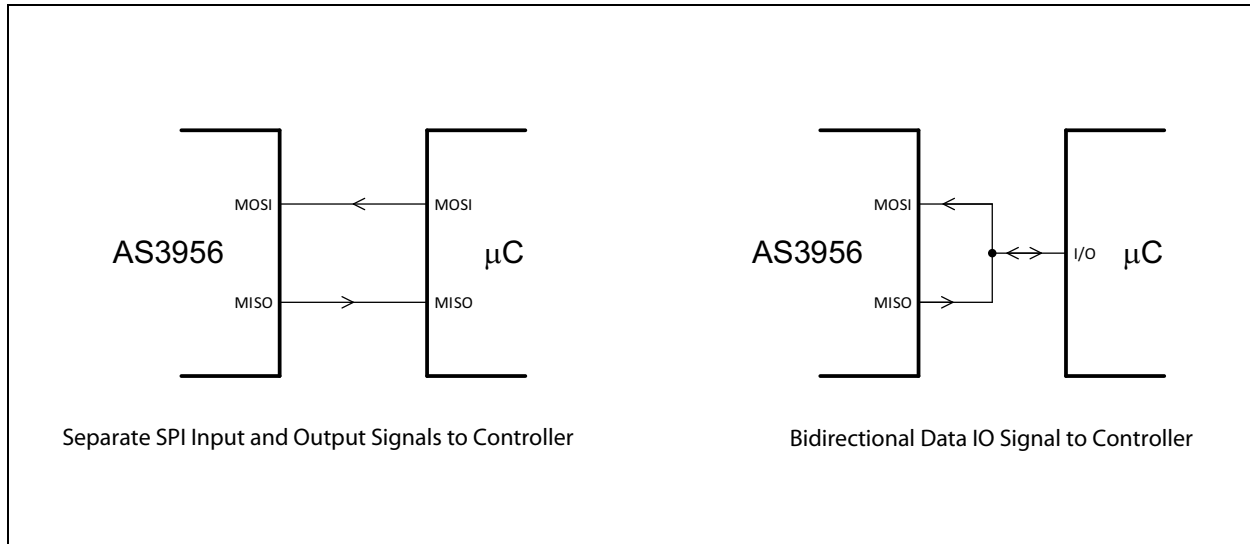 MOSI
MOSI
AS3956
μC
MISO
MISO
Separate SPI Input and Output Signals to Controller
MOSI
AS3956
I/O
μC
MISO
Bidirectional Data IO Signal to Controller